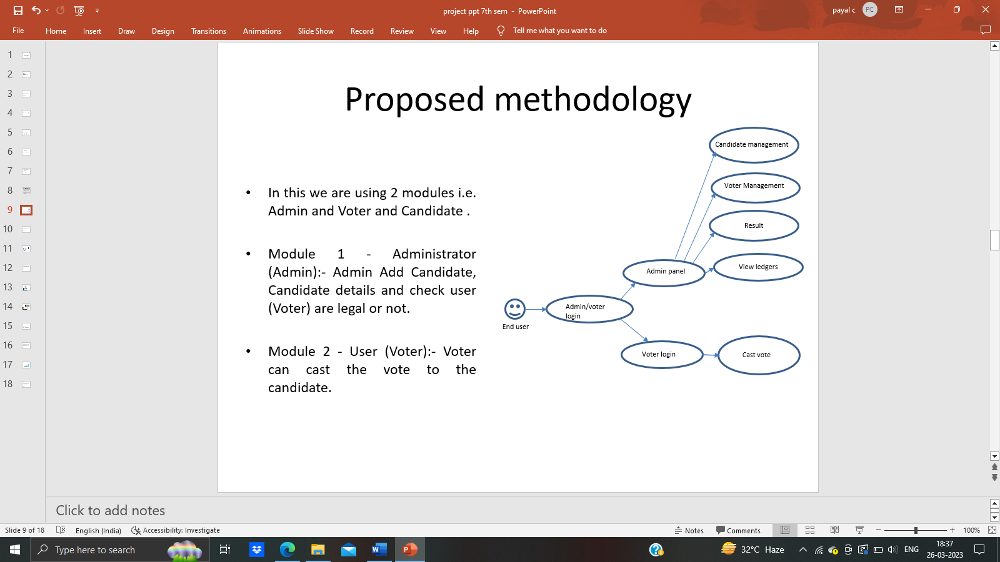 project ppt 7th sem - PowerPoint
payal c
PC
File Home Insert Draw Design Transitions Animations Slide Show Record Review View Help Tell me what you want to do
1
2
3
4
5
6
7
8
9
10
11
12
13
14
15
16
17
18
Proposed methodology
• In this we are using 2 modules i.e.
Admin and Voter and Candidate .
• Module 1 - Administrator
(Admin):- Admin Add Candidate,
Candidate details and check user
(Voter) are legal or not.
• Module 2 - User (Voter):- Voter
can cast the vote to the
candidate.
Candidate management
Voter Management
Result
View ledgers
Admin panel
Admin/voter
login
End user
Voter login
Cast vote
Click to add notes
Slide 9 of 18 English (India) Accessibility: Investigate Notes Comments 100%
Type here to search
32°C Haze
ENG
18:37
26-03-2023